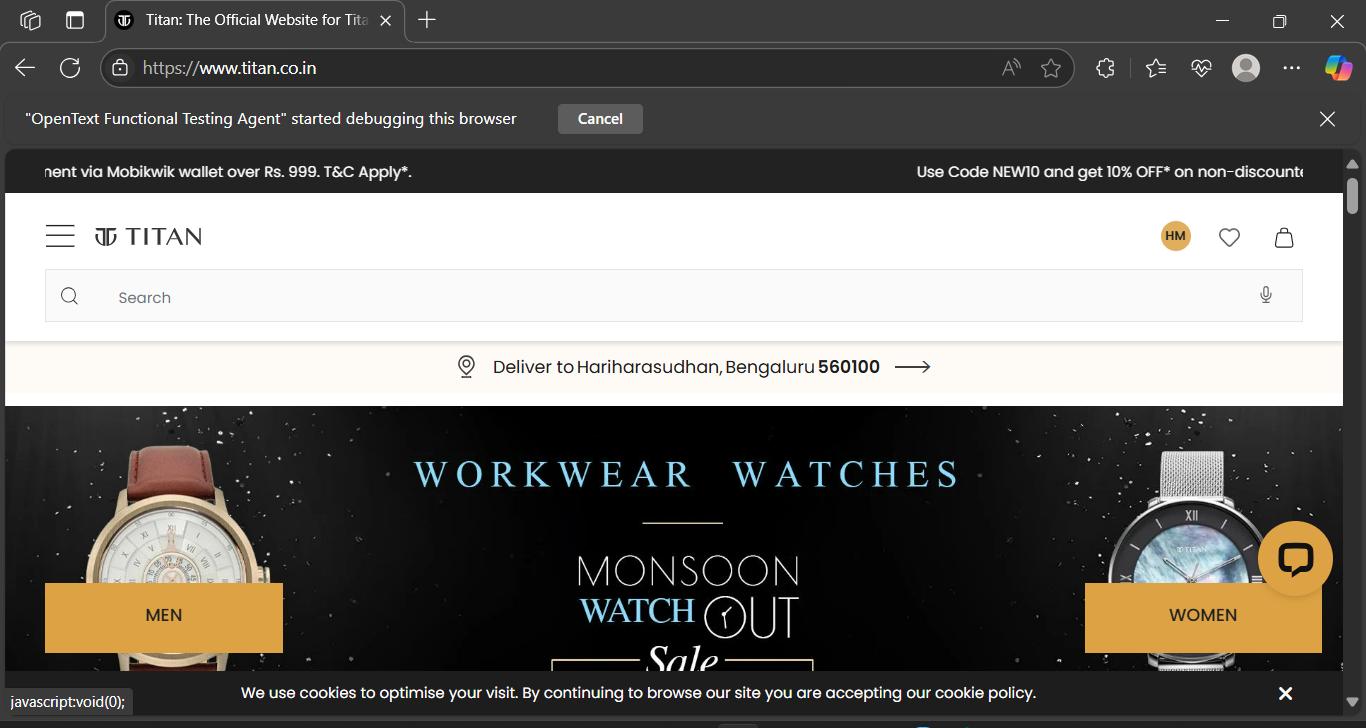 Titan: The Official Website for Tita
https://www.titan.co.in
"OpenText Functional Testing Agent" started debugging this browser
Cancel
nent via Mobikwik wallet over Rs. 999. T&C Apply*.
Use Code NEW10 and get 10% OFF* on non-discounte
TITAN
HM
Search
Deliver to Hariharasudhan, Bengaluru 560100
WORKWEAR WATCHES
MONSOON
WATCH OUT
Sale
MEN
WOMEN
We use cookies to optimise your visit. By continuing to browse our site you are accepting our cookie policy.
javascript:void(0);